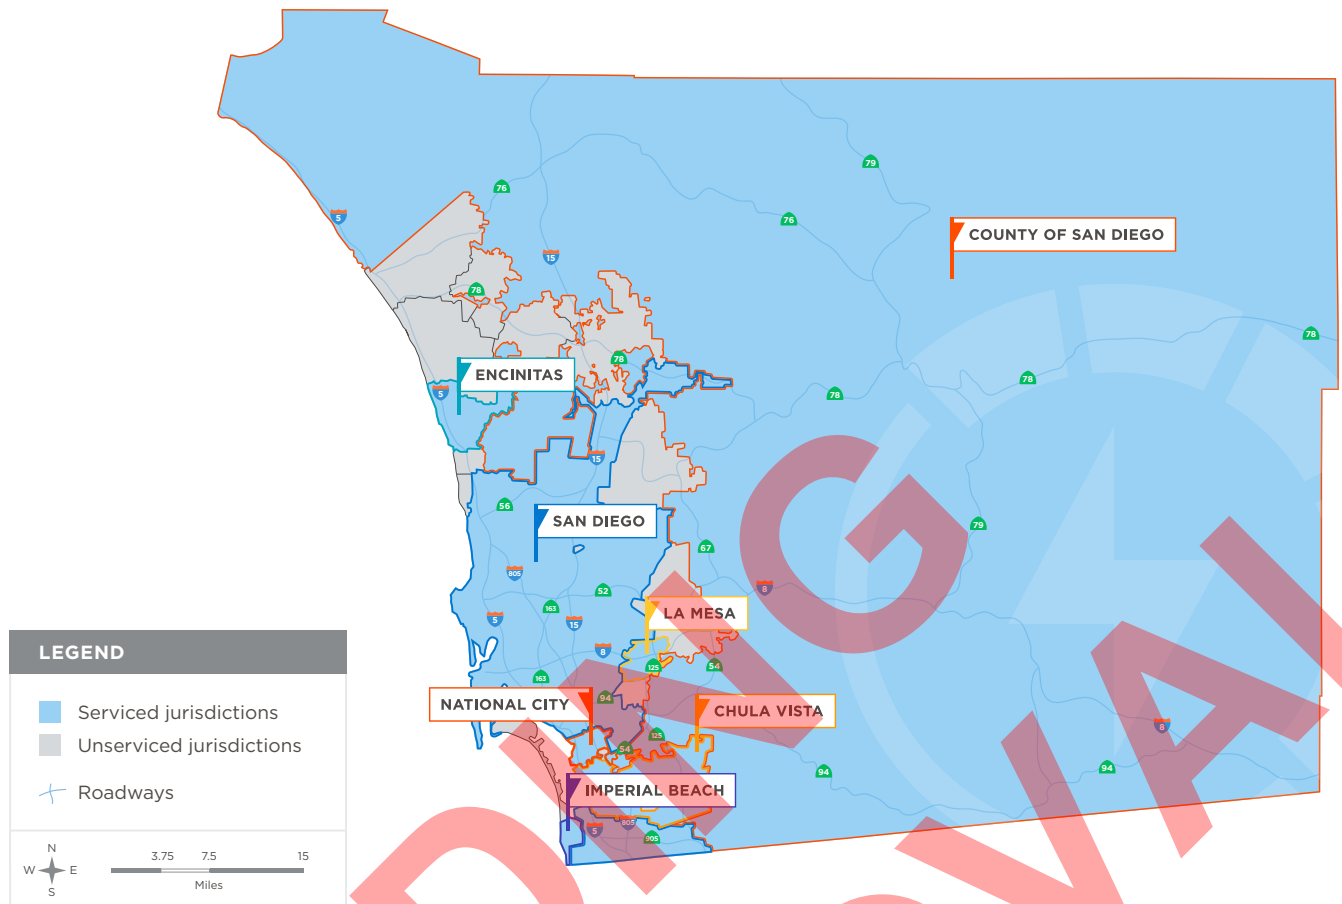 76
79
76
5
COUNTY OF SAN DIEGO
15
78
78
78
ENCINITAS
78
5
78
15
56
SAN DIEGO
79
67
805
52
8
163
LA MESA
5
15
8
125
54
163
94
NATIONAL CITY
CHULA VISTA
8
125
54
94
94
IMPERIAL BEACH
805
5
905
LEGEND
Serviced jurisdictions
Unserviced jurisdictions
Roadways
N
W E
S
3.75 7.5 15
Miles